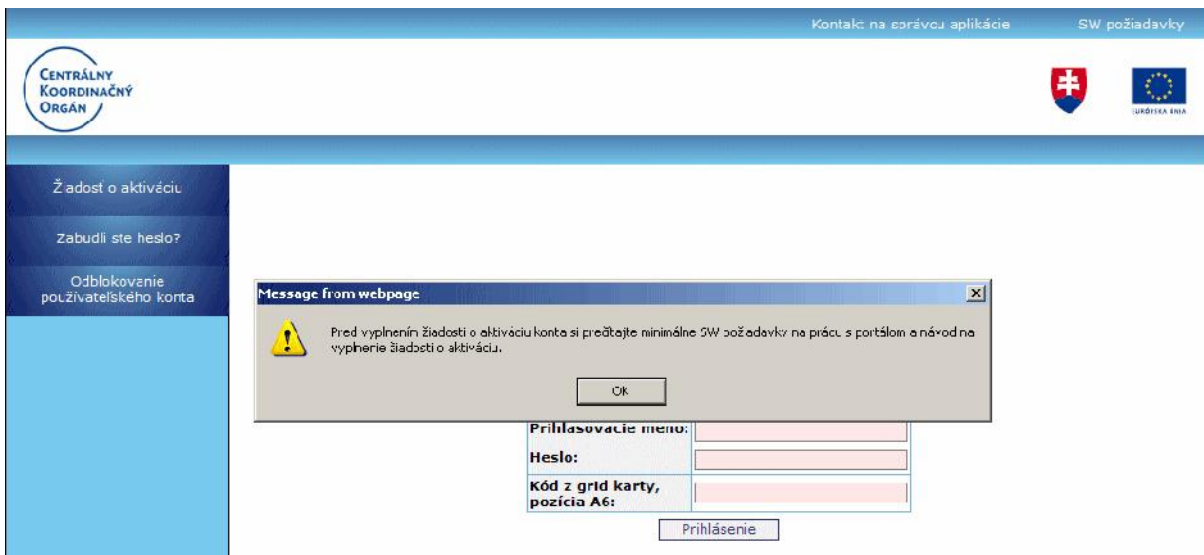 Kontakt na správcu aplikácie SW požiadavky
CENTRÁLNY
KOORDINAČNÝ
ORGÁN
EURÓPSKA ÚNIA
Žiadosť o aktiváciu
Zabudli ste heslo?
Odblokovanie
používateľského konta
Message from webpage
Pred vyplnením žiadosti o aktiváciu konta si prečítajte minimálne SW požiadavky na prácu s portálom a návod na
vyplnenie žiadosti o aktiváciu.
OK
Prihlasovacie meno:
Heslo:
Kód z grid karty,
pozícia A6:
Prihlásenie